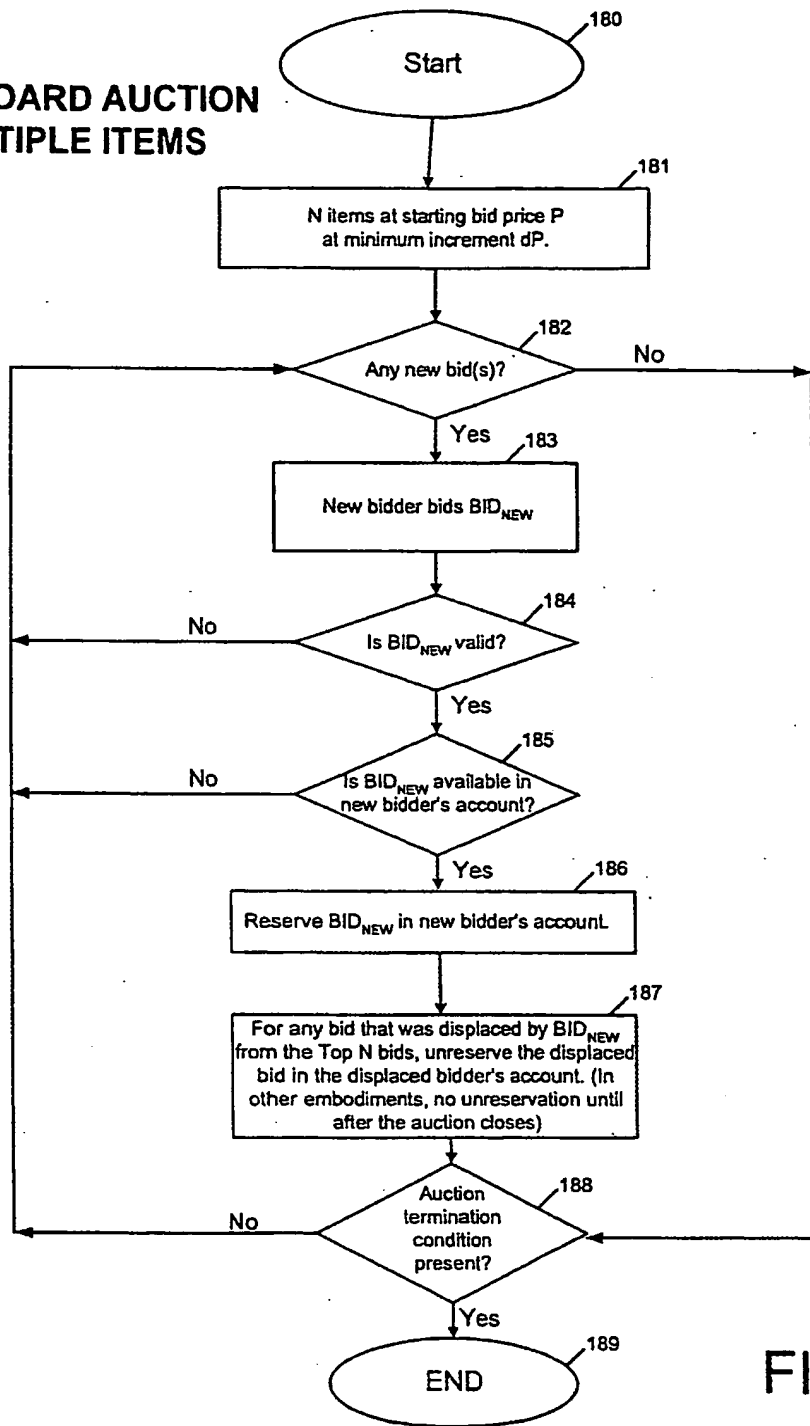 180
Start
OARD AUCTION
TIPLE ITEMS
181
N items at starting bid price P
at minimum increment dP.
182
Any new bid(s)?
No
Yes
183
New bidder bids BID_NEW
184
No
Is BID_NEW valid?
Yes
185
No
Is BID_NEW available in
new bidder's account?
Yes
186
Reserve BID_NEW in new bidder's account.
187
For any bid that was displaced by BID_NEW
from the Top N bids, unreserve the displaced
bid in the displaced bidder's account. (In
other embodiments, no unreservation until
after the auction closes)
188
Auction
termination
condition
present?
No
Yes
189
END
FI